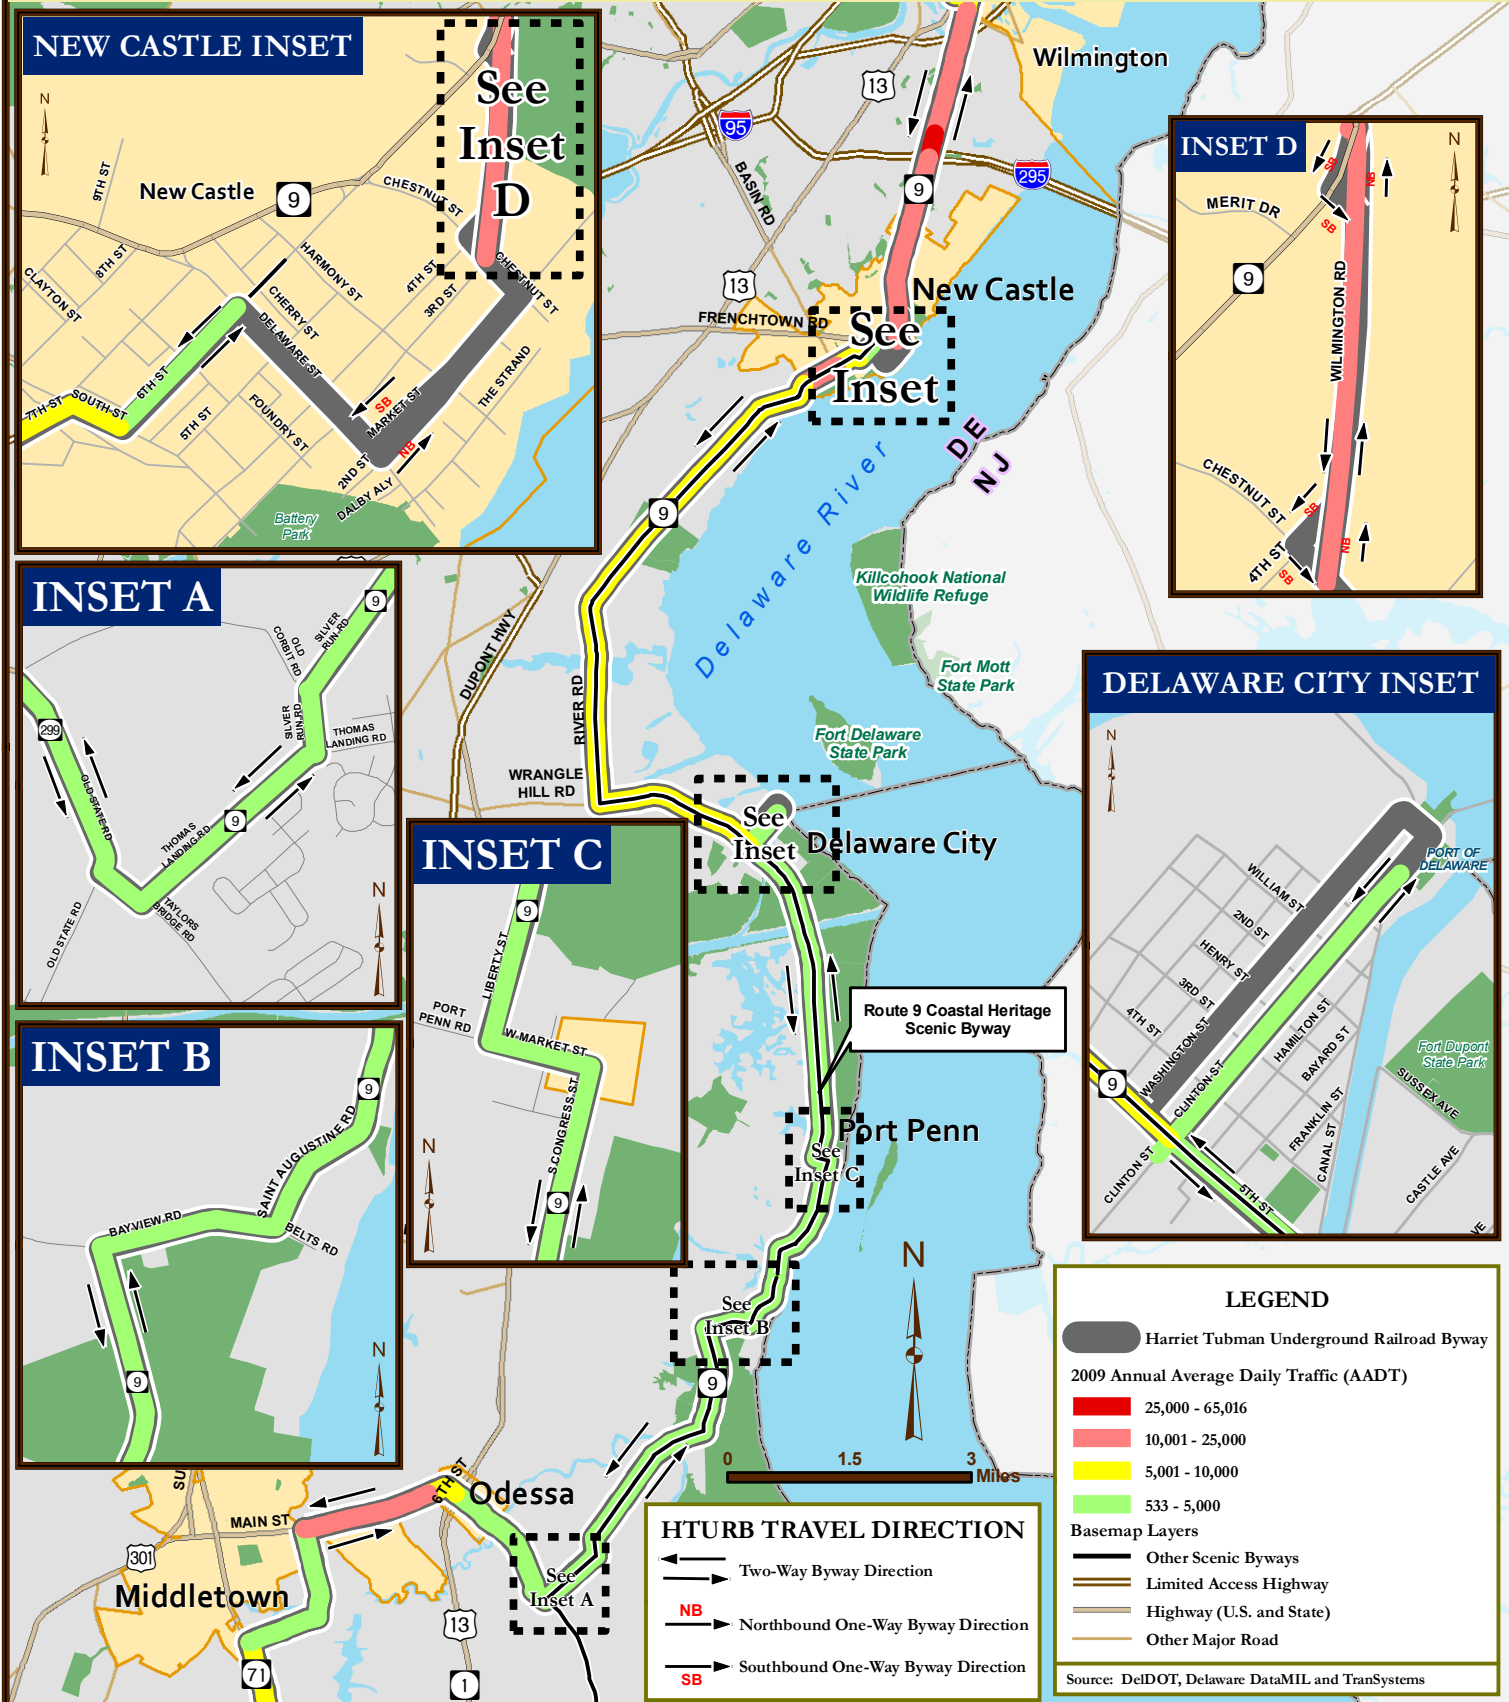 NEW CASTLE INSET
N
9TH ST
New Castle
9
CHESTNUT ST
See
Inset
D
8TH ST
CLAYTON ST
HARMONY ST
4TH ST
3RD ST
CHESTNUT ST
CHERRY ST
DELAWARE ST
6TH ST
7TH ST
SOUTH ST
5TH ST
FOUNDRY ST
SB
MARKET ST
NB
THE STRAND
2ND ST
DALBY ALY
Battery
Park
Wilmington
13
95
BASIN RD
295
9
13
New Castle
FRENCHTOWN RD
See
Inset
DE
NJ
Delaware River
9
Killcohook National
Wildlife Refuge
Fort Mott
State Park
Fort Delaware
State Park
DUPONT HWY
RIVER RD
WRANGLE
HILL RD
See
Inset
Delaware City
INSET D
N
SB
NB
MERIT DR
SB
9
WILMINGTON RD
CHESTNUT ST
SB
4TH ST
NB
SB
INSET A
9
SILVER
RUN RD
OLD
CORBIT RD
SILVER
RUN RD
THOMAS
LANDING RD
299
OLD STATE RD
9
THOMAS
LANDING RD
TAYLORS
BRIDGE RD
OLD STATE RD
N
DELAWARE CITY INSET
N
PORT OF
DELAWARE
WILLIAM ST
2ND ST
HENRY ST
3RD ST
4TH ST
WASHINGTON ST
CLINTON ST
HAMILTON ST
BAYARD ST
Fort Dupont
State Park
SUSSEX AVE
9
FRANKLIN ST
CANAL ST
CLINTON ST
5TH ST
CASTLE AVE
VE
INSET C
9
LIBERTY ST
PORT
PENN RD
W MARKET ST
S CONGRESS ST
N
9
Route 9 Coastal Heritage
Scenic Byway
Port Penn
See
Inset C
INSET B
9
SAINT AUGUSTINE RD
BAYVIEW RD
BELTS RD
N
9
See
Inset B
9
N
0 1.5 3
Miles
SU
6TH ST
Odessa
MAIN ST
301
Middletown
See
Inset A
13
71
1
HTURB TRAVEL DIRECTION
Two-Way Byway Direction
NB
Northbound One-Way Byway Direction
Southbound One-Way Byway Direction
SB
LEGEND
Harriet Tubman Underground Railroad Byway
2009 Annual Average Daily Traffic (AADT)
25,000 - 65,016
10,001 - 25,000
5,001 - 10,000
533 - 5,000
Basemap Layers
Other Scenic Byways
Limited Access Highway
Highway (U.S. and State)
Other Major Road
Source: DelDOT, Delaware DataMIL and TranSystems